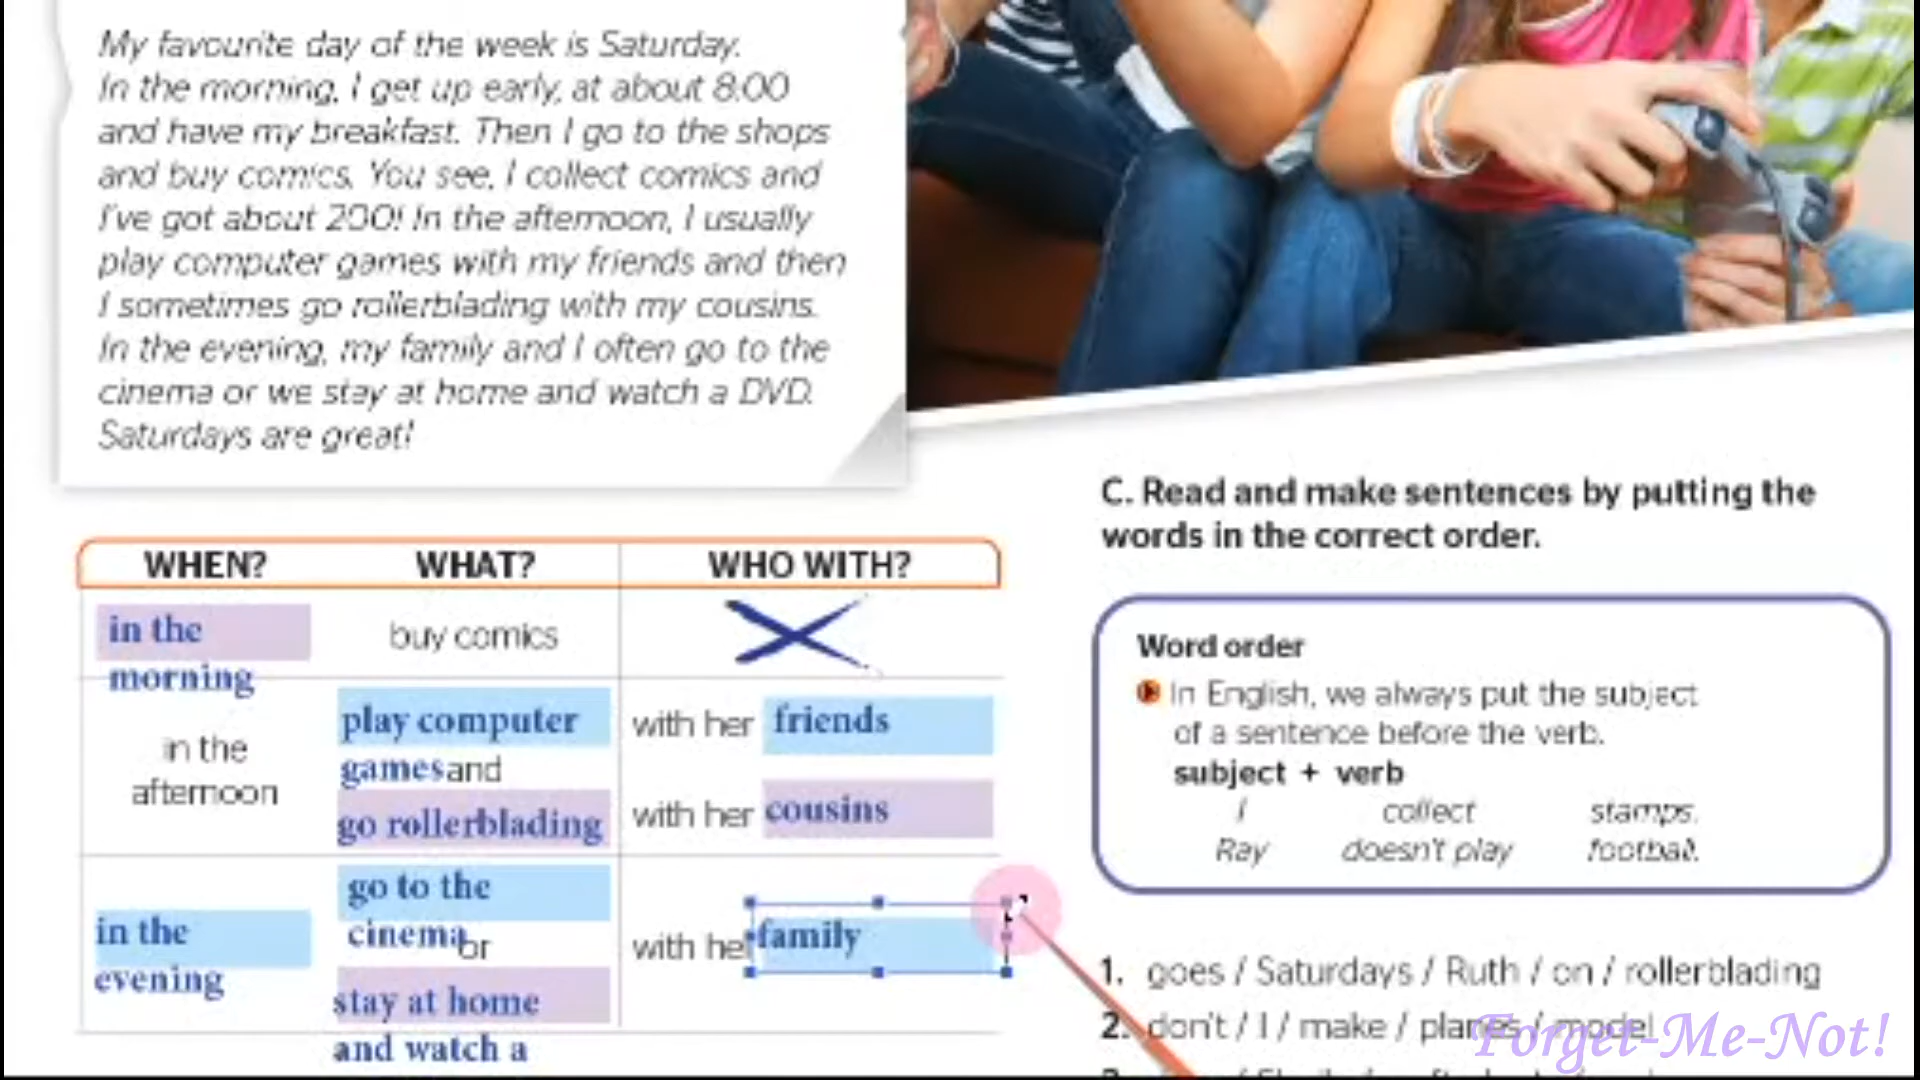 My favourite day of the week is Saturday.
In the morning, I get up early, at about 8:00
and have my breakfast. Then I go to the shops
and buy comics. You see, I collect comics and
I've got about 200! In the afternoon, I usually
play computer games with my friends and then
I sometimes go rollerblading with my cousins.
In the evening, my family and I often go to the
cinema or we stay at home and watch a DVD.
Saturdays are great!
WHEN? WHAT? WHO WITH?
in the
morning
buy comics
in the
afternoon
play computer
games and
go rollerblading
with her friends
with her cousins
in the
evening
go to the
cinema or
stay at home
and watch a
with her family
C. Read and make sentences by putting the
words in the correct order.
Word order
In English, we always put the subject
of a sentence before the verb.
subject + verb
I collect stamps.
Ray doesn't play football.
1. goes / Saturdays / Ruth / on / rollerblading
2. don't / I / make / planes / model
Forget-Me-Not!